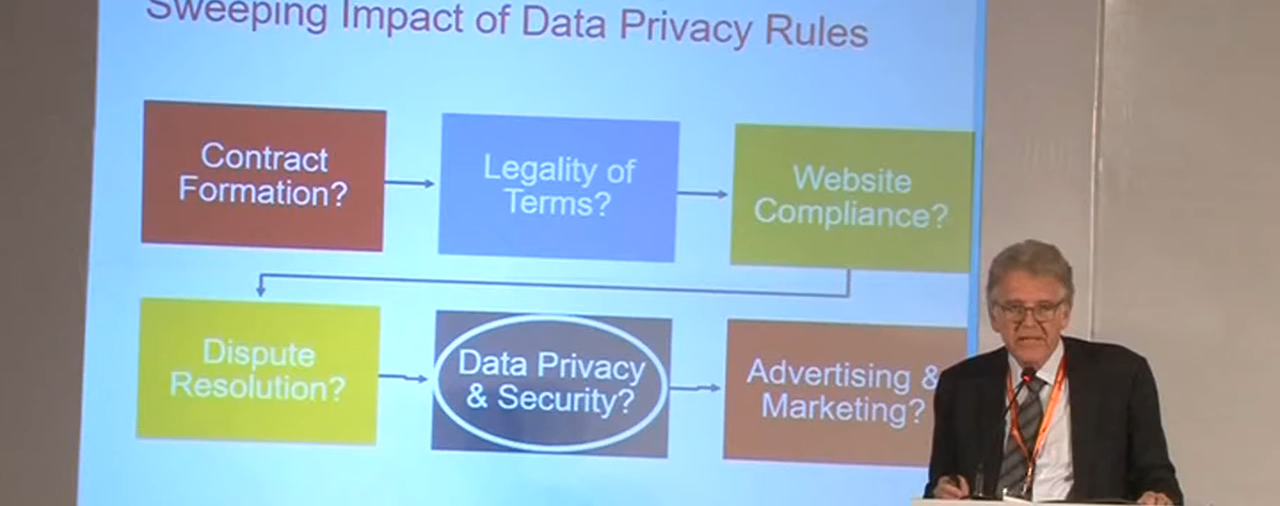 Sweeping Impact of Data Privacy Rules
Contract
Formation?
Legality of
Terms?
Website
Compliance?
Dispute
Resolution?
Data Privacy
& Security?
Advertising &
Marketing?